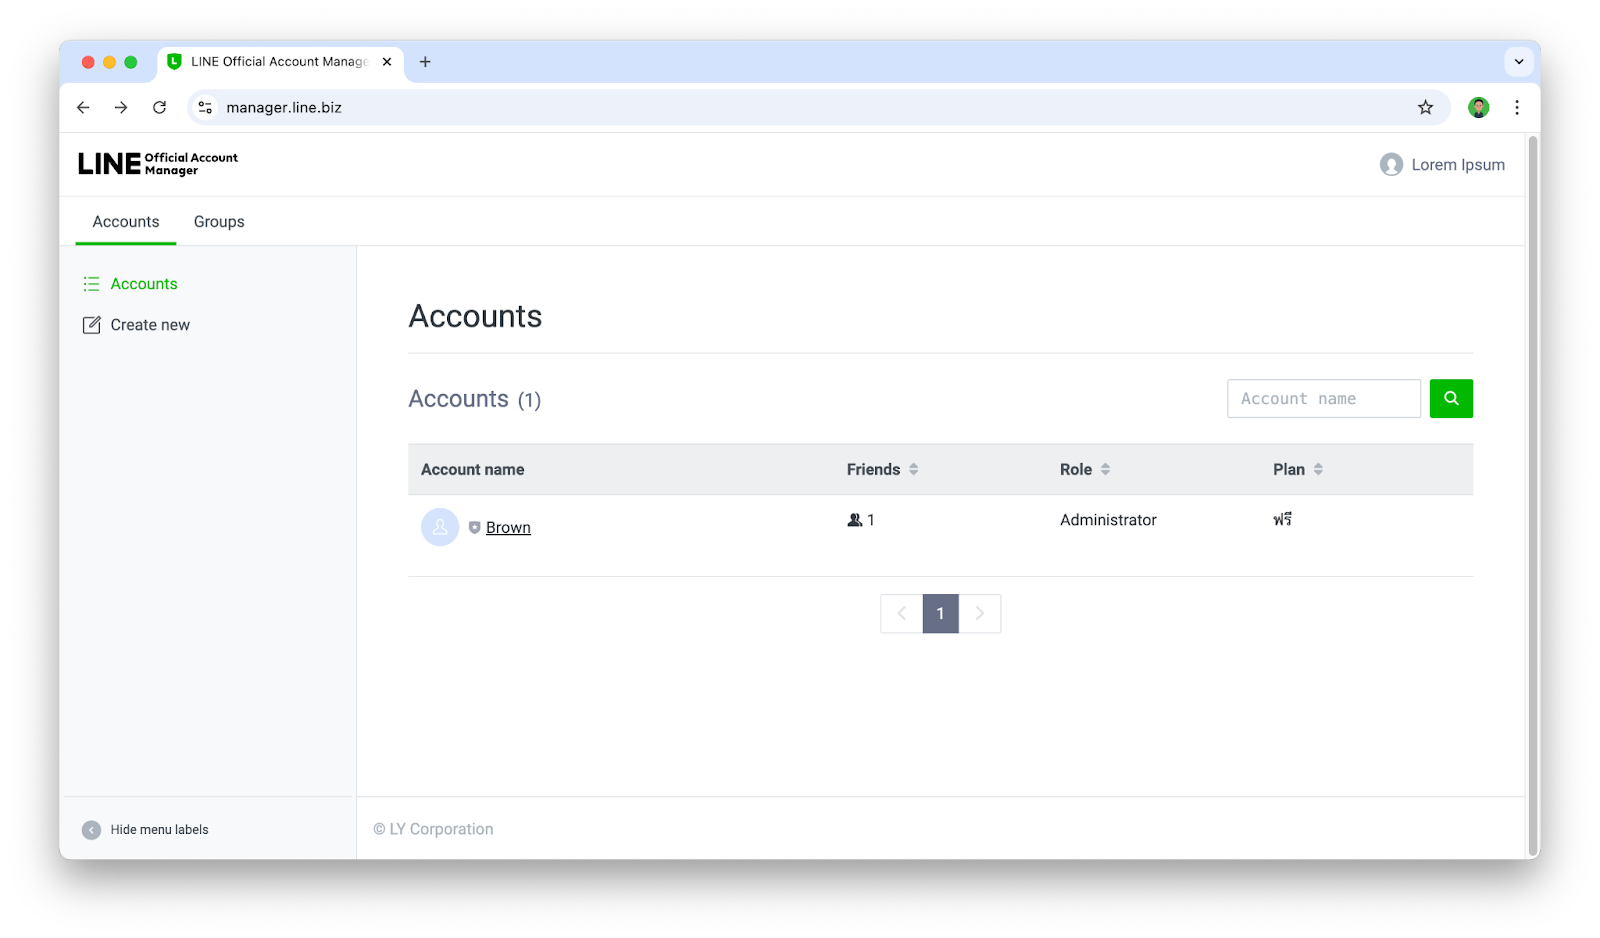 LINE Official Account Manage
manager.line.biz
LINE Official Account Manager
Lorem Ipsum
Accounts Groups
Accounts
Create new
Accounts
Accounts (1)
Account name
Account name Friends Role Plan
Brown 1 Administrator ฟรี
1
Hide menu labels
© LY Corporation